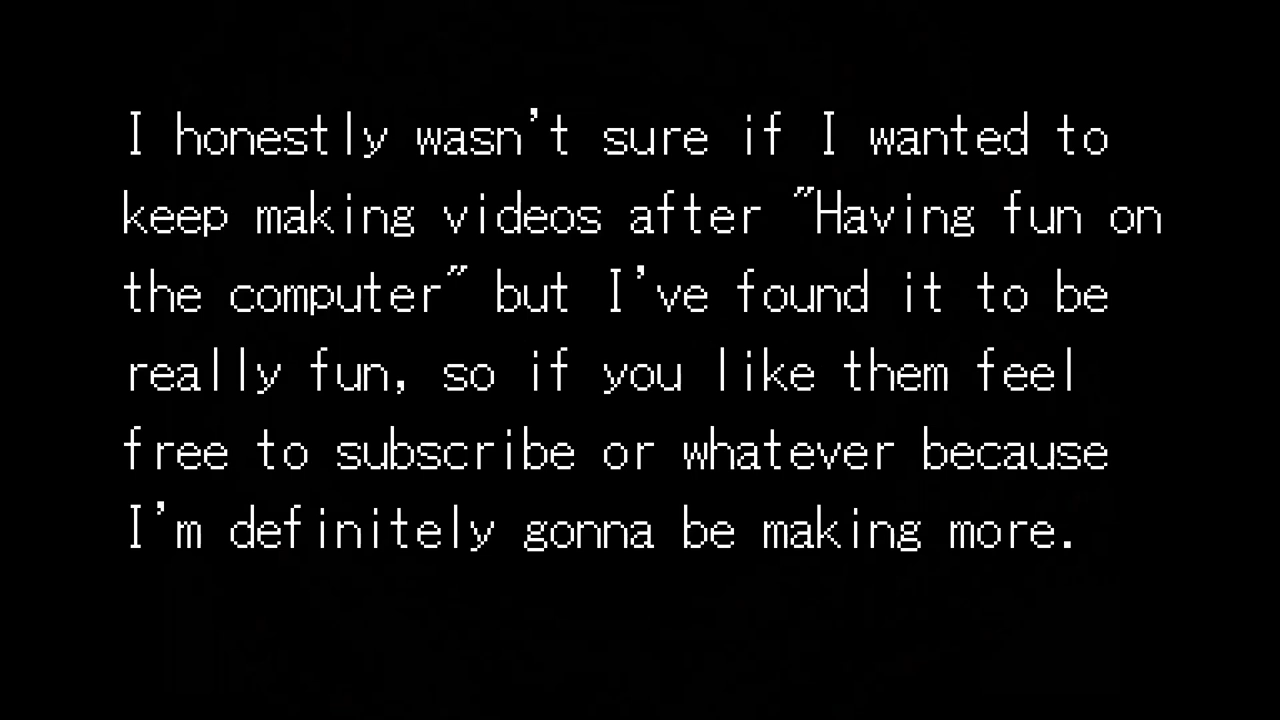 I honestly wasn't sure if I wanted to
keep making videos after "Having fun on
the computer" but I've found it to be
really fun, so if you like them feel
free to subscribe or whatever because
I'm definitely gonna be making more.